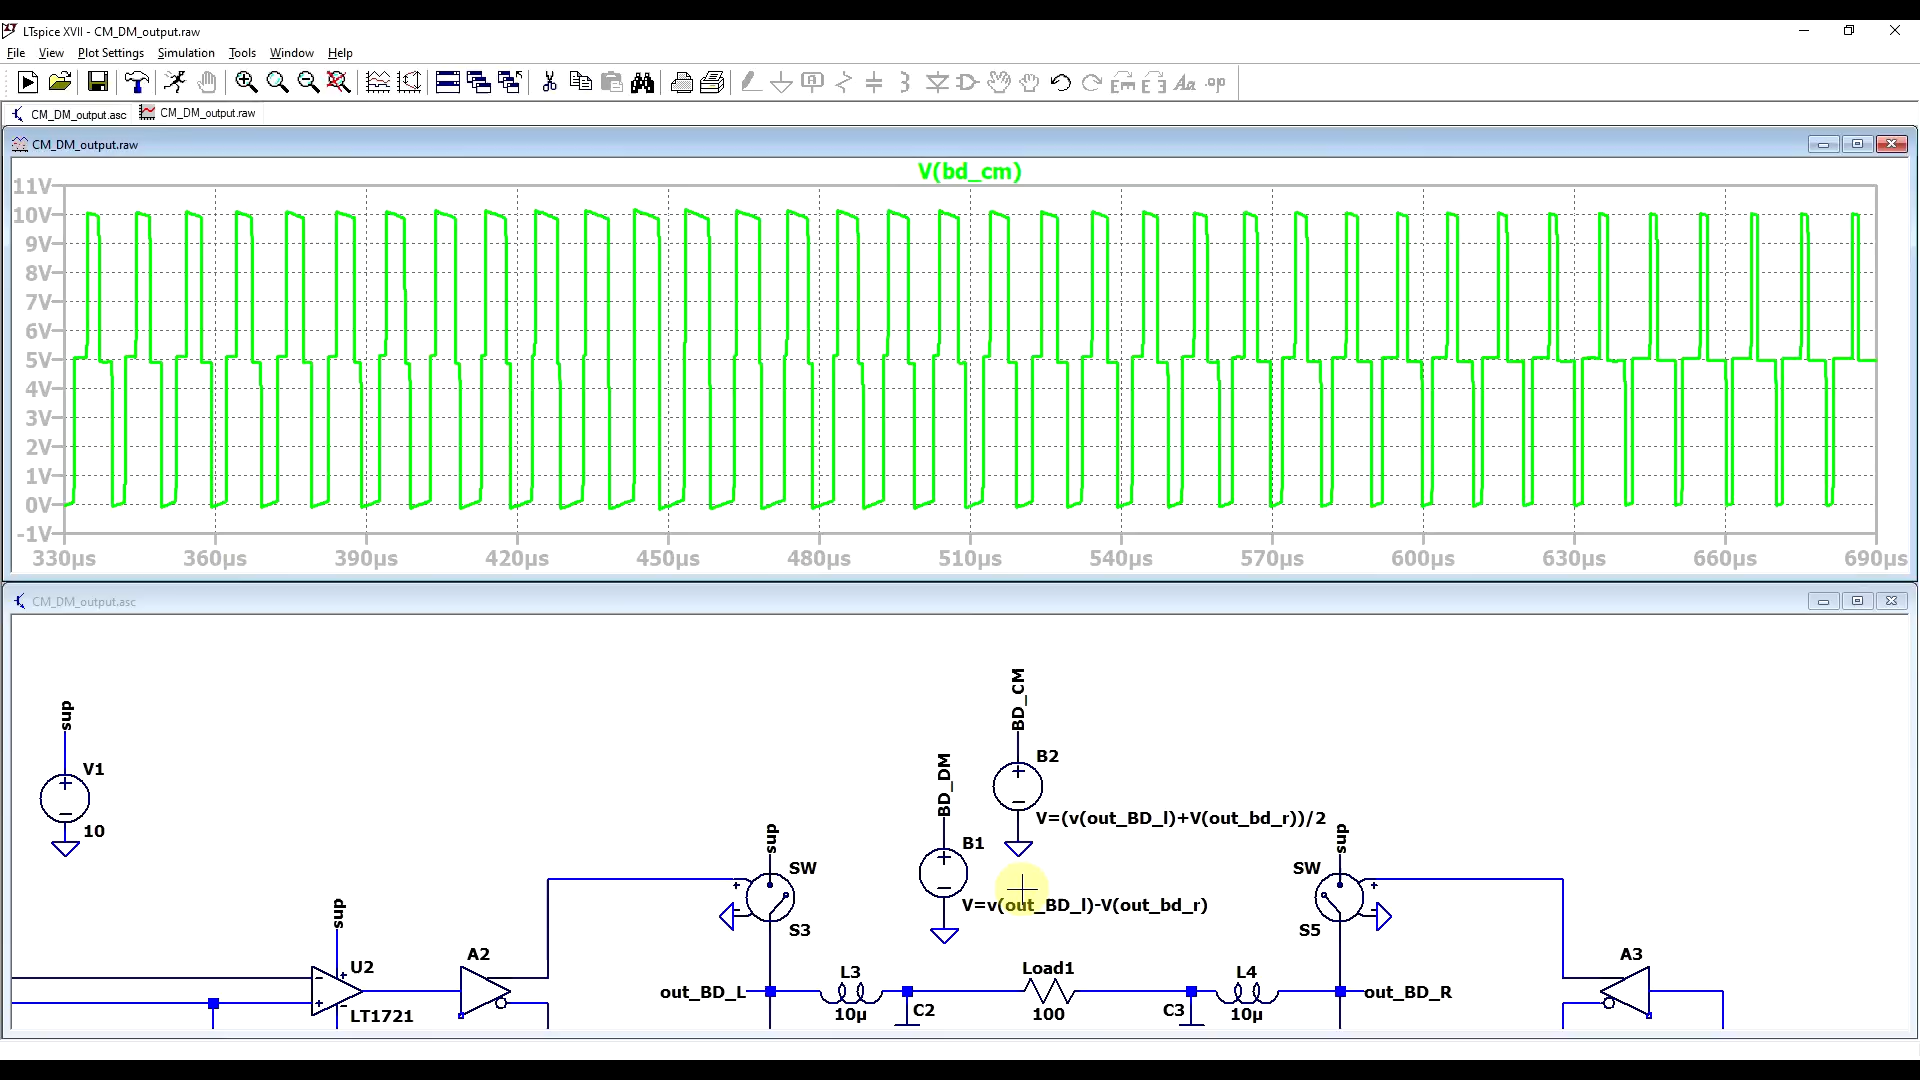 LTspice XVII - CM_DM_output.raw
File View Plot Settings Simulation Tools Window Help
CM_DM_output.asc CM_DM_output.raw
CM_DM_output.raw
V(bd_cm)
11V
10V
9V
8V
7V
6V
5V
4V
3V
2V
1V
0V
-1V
330µs 360µs 390µs 420µs 450µs 480µs 510µs 540µs 570µs 600µs 630µs 660µs 690µs
CM_DM_output.asc
BD_CM
sup
B2
BD_DM
V1
V=(v(out_BD_l)+V(out_bd_r))/2
10
sup
B1
sup
SW
SW
sup
V=v(out_BD_l)-V(out_bd_r)
S3
S5
A2
A3
U2
L3
Load1
L4
out_BD_L
out_BD_R
LT1721
10µ
C2
100
C3
10µ